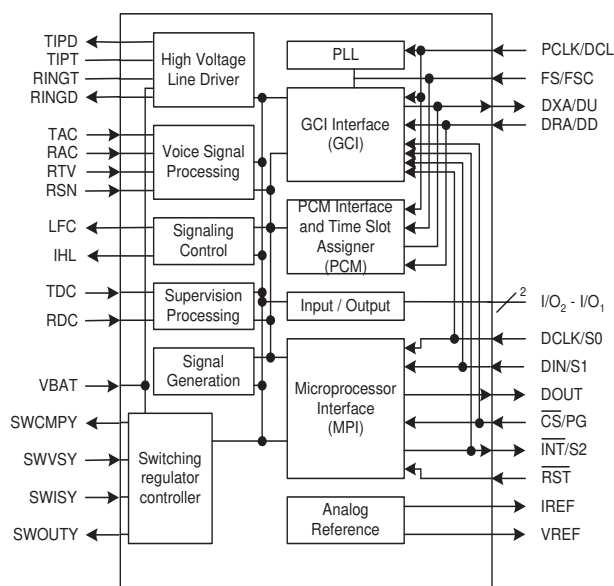 TIPD
TIPT
RINGT
RINGD
TAC
RAC
RTV
RSN
LFC
IHL
TDC
RDC
VBAT
SWCMPY
SWVSY
SWISY
SWOUTY
High Voltage
Line Driver
Voice Signal
Processing
Signaling
Control
Supervision
Processing
Signal
Generation
Switching
regulator
controller
PLL
GCI Interface
(GCI)
PCM Interface
and Time Slot
Assigner
(PCM)
Input / Output
Microprocessor
Interface
(MPI)
Analog
Reference
PCLK/DCL
FS/FSC
DXA/DU
DRA/DD
2
I/O₂ - I/O₁
DCLK/S0
DIN/S1
DOUT
C̅S̅/PG
I̅N̅T̅/S2
R̅S̅T̅
IREF
VREF